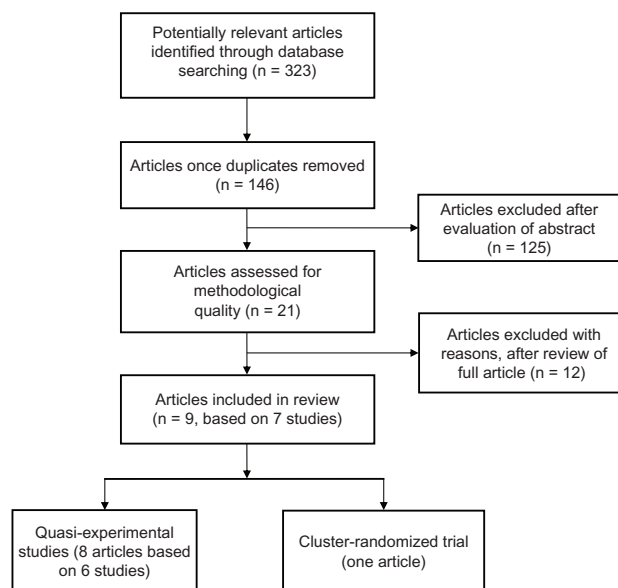 Potentially relevant articles
identified through database
searching (n = 323)
Articles once duplicates removed
(n = 146)
Articles excluded after
evaluation of abstract
(n = 125)
Articles assessed for
methodological
quality (n = 21)
Articles excluded with
reasons, after review of
full article (n = 12)
Articles included in review
(n = 9, based on 7 studies)
Quasi-experimental
studies (8 articles based
on 6 studies)
Cluster-randomized trial
(one article)